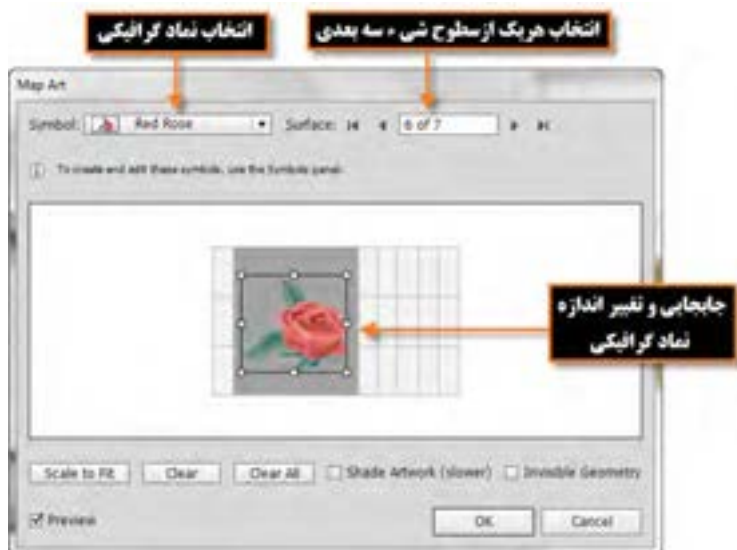 انتخاب نماد گرافیکی
انتخاب هریک ازسطوح شیء سه بعدی
Map Art
Symbol: Red Rose Surface: 6 of 7
To create and edit these symbols, use the Symbols panel.
جابجایی و تغییر اندازه
نماد گرافیکی
Scale to Fit Clear Clear All Shade Artwork (slower) Invisible Geometry
Preview OK Cancel